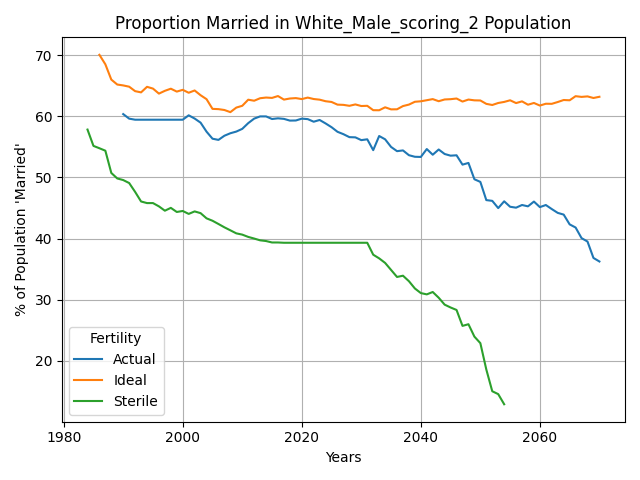 Proportion Married in White_Male_scoring_2 Population
% of Population 'Married'
70
60
50
40
30
20
Fertility
Actual
Ideal
Sterile
1980
2000
2020
2040
2060
Years